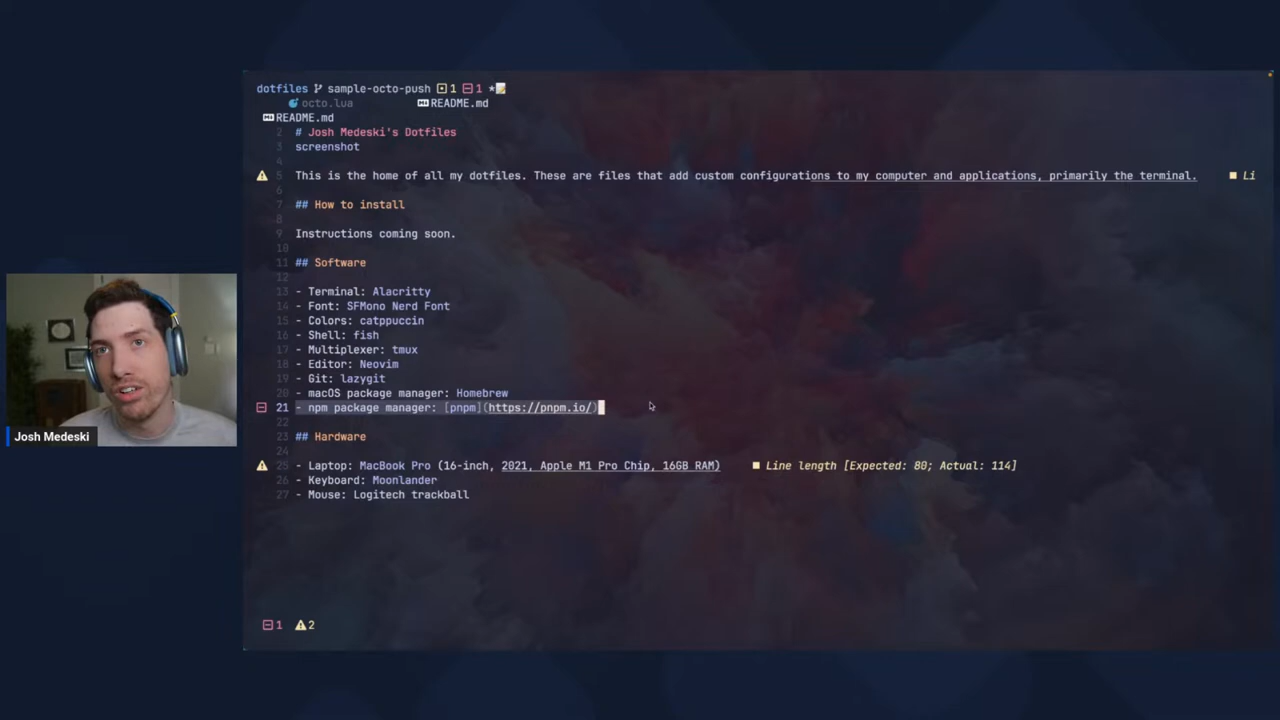 dotfiles sample-octo-push 1 1
octo.lua README.md
README.md
2 # Josh Medeski's Dotfiles
3 screenshot
4
5 This is the home of all my dotfiles. These are files that add custom configurations to my computer and applications, primarily the terminal. Li
6
7 ## How to install
8
9 Instructions coming soon.
10
11 ## Software
12
13 - Terminal: Alacritty
14 - Font: SFMono Nerd Font
15 - Colors: catppuccin
16 - Shell: fish
17 - Multiplexer: tmux
18 - Editor: Neovim
19 - Git: lazygit
20 - macOS package manager: Homebrew
21 - npm package manager: [pnpm](https://pnpm.io/)
22
23 ## Hardware
24
25 - Laptop: MacBook Pro (16-inch, 2021, Apple M1 Pro Chip, 16GB RAM) Line length [Expected: 80; Actual: 114]
26 - Keyboard: Moonlander
27 - Mouse: Logitech trackball
1 2
Josh Medeski